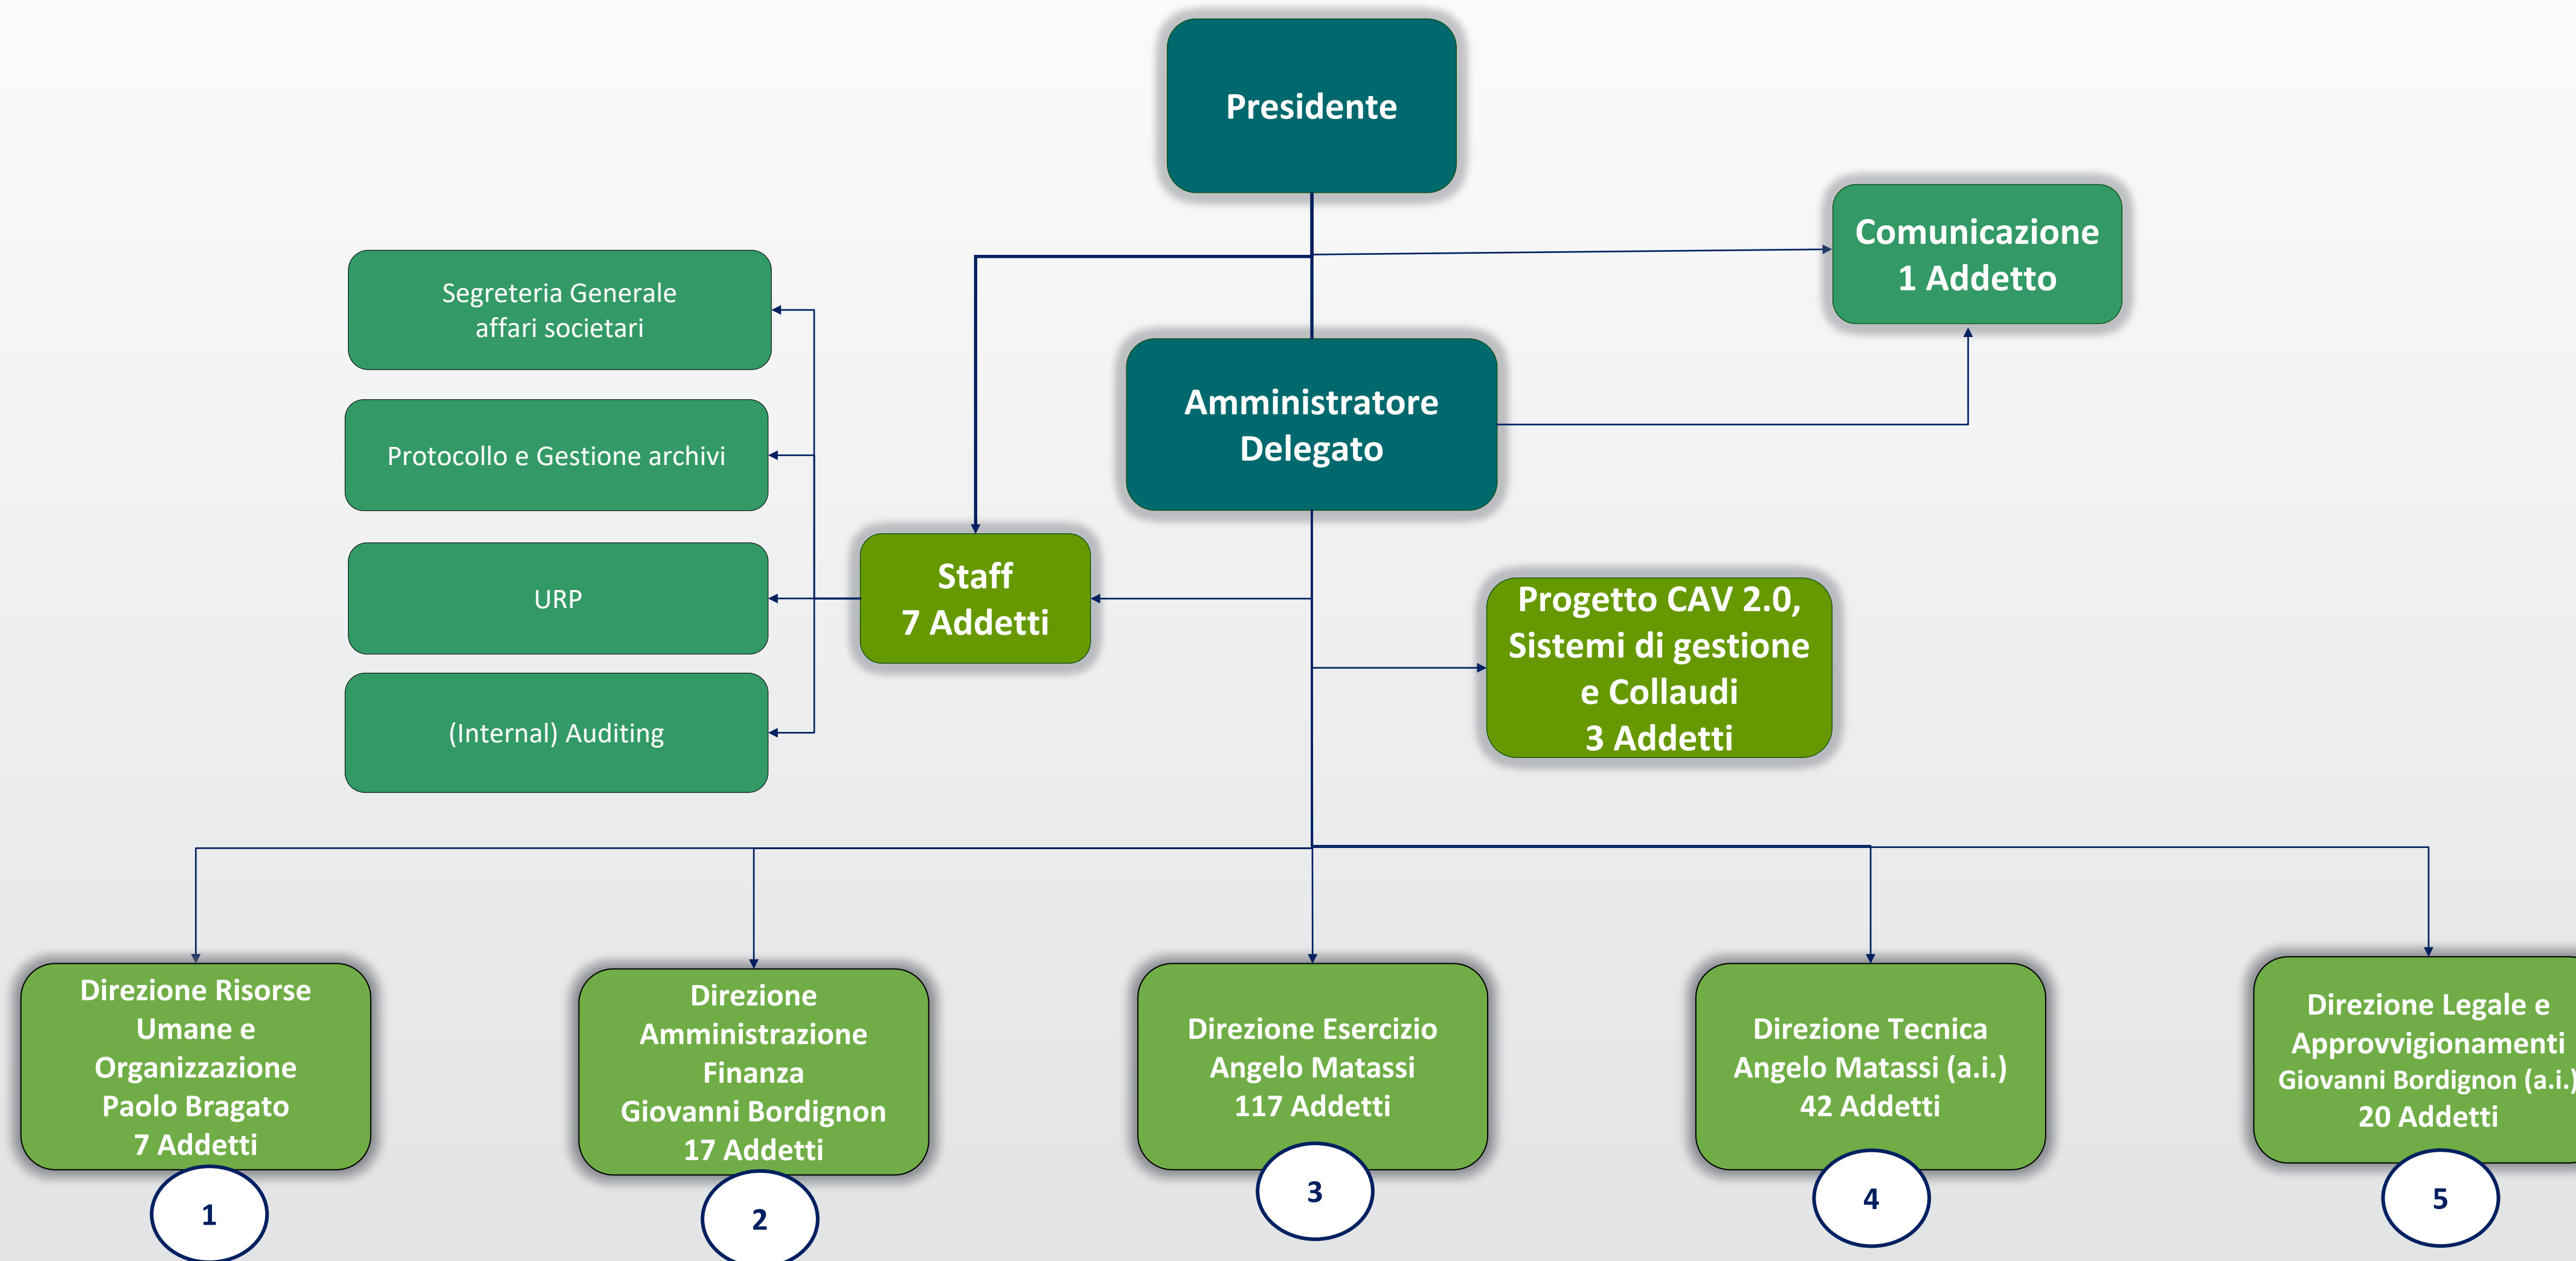 Presidente
Comunicazione
1 Addetto
Segreteria Generale
affari societari
Amministratore
Delegato
Protocollo e Gestione archivi
URP
Staff
7 Addetti
Progetto CAV 2.0,
Sistemi di gestione
e Collaudi
3 Addetti
(Internal) Auditing
Direzione Risorse
Umane e
Organizzazione
Paolo Bragato
7 Addetti
1
Direzione
Amministrazione
Finanza
Giovanni Bordignon
17 Addetti
2
Direzione Esercizio
Angelo Matassi
117 Addetti
3
Direzione Tecnica
Angelo Matassi (a.i.)
42 Addetti
4
Direzione Legale e
Approvvigionamenti
Giovanni Bordignon (a.i.)
20 Addetti
5